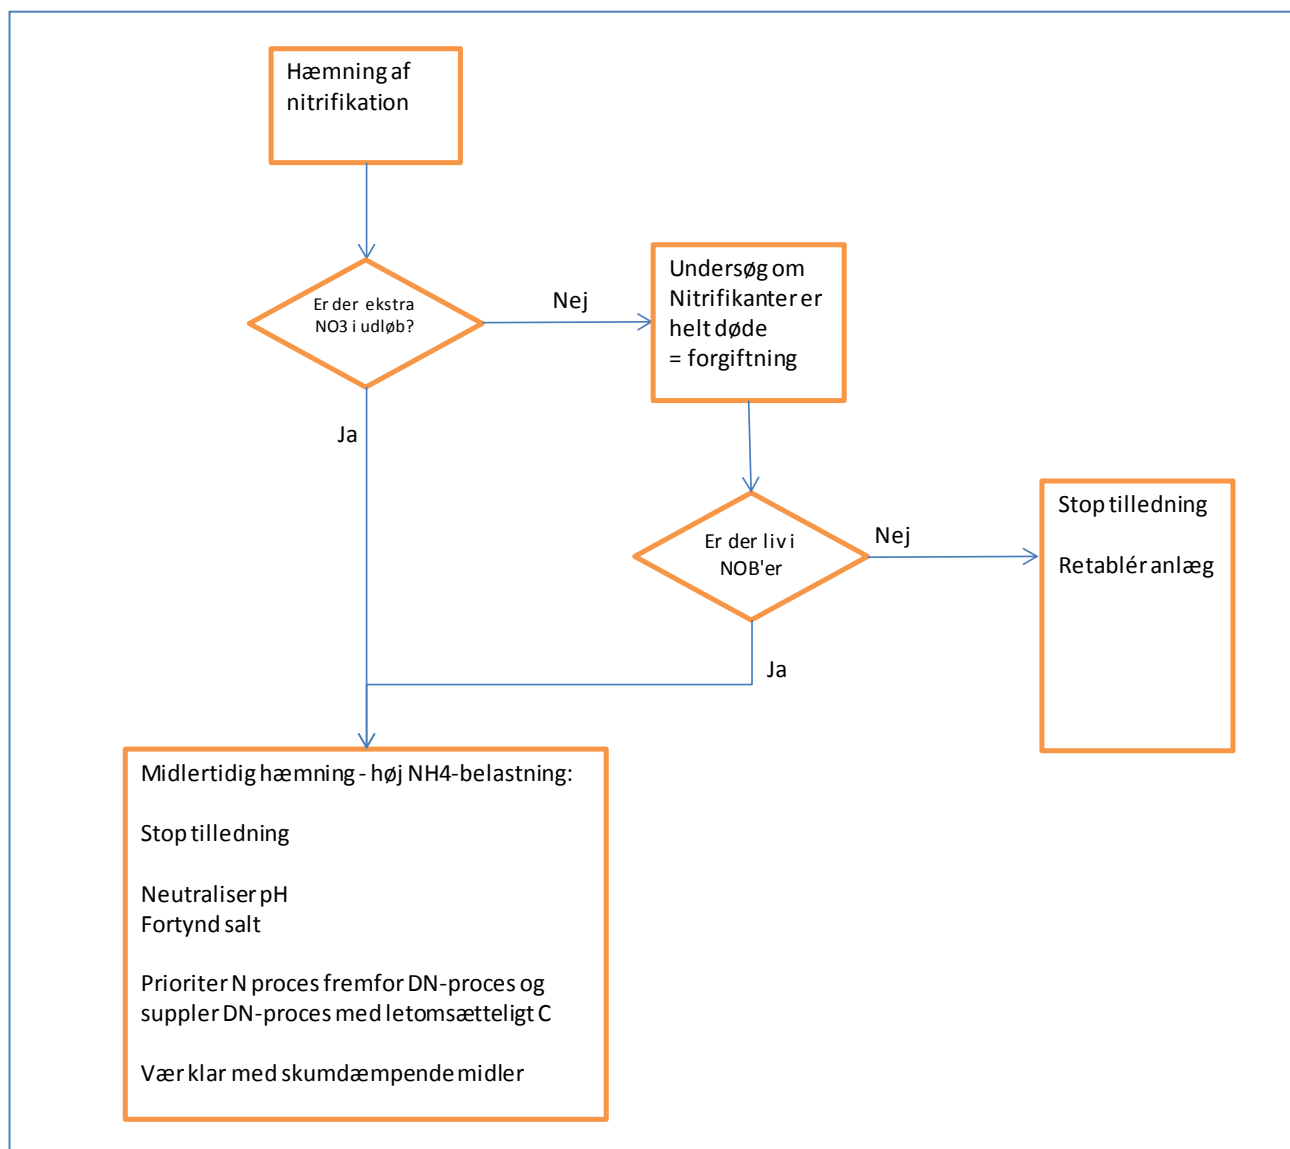 Hæmning af
nitrifikation
Er der ekstra
NO3 i udløb?
Nej
Undersøg om
Nitrifikanter er
helt døde
= forgiftning
Ja
Er der liv i
NOB'er
Nej
Stop tilledning
Retablér anlæg
Ja
Midlertidig hæmning - høj NH4-belastning:
Stop tilledning
Neutraliser pH
Fortynd salt
Prioriter N proces fremfor DN-proces og
suppler DN-proces med letomsætteligt C
Vær klar med skumdæmpende midler